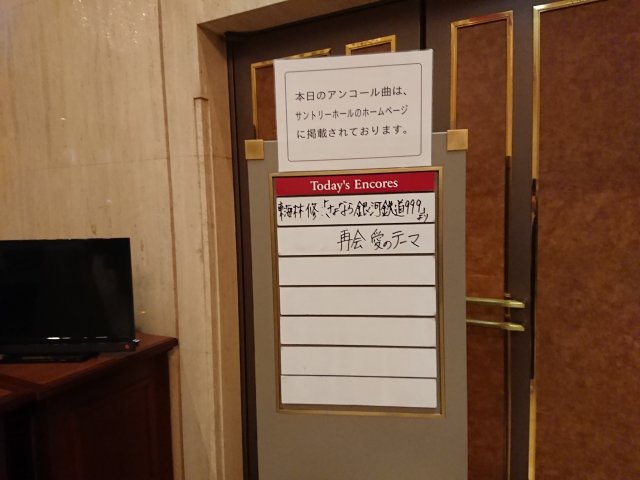 本日のアンコール曲は、
サントリーホールのホームページ
に掲載されております。
Today's Encores
東海林修:「さよなら銀河鉄道999」より
再会 愛のテーマ